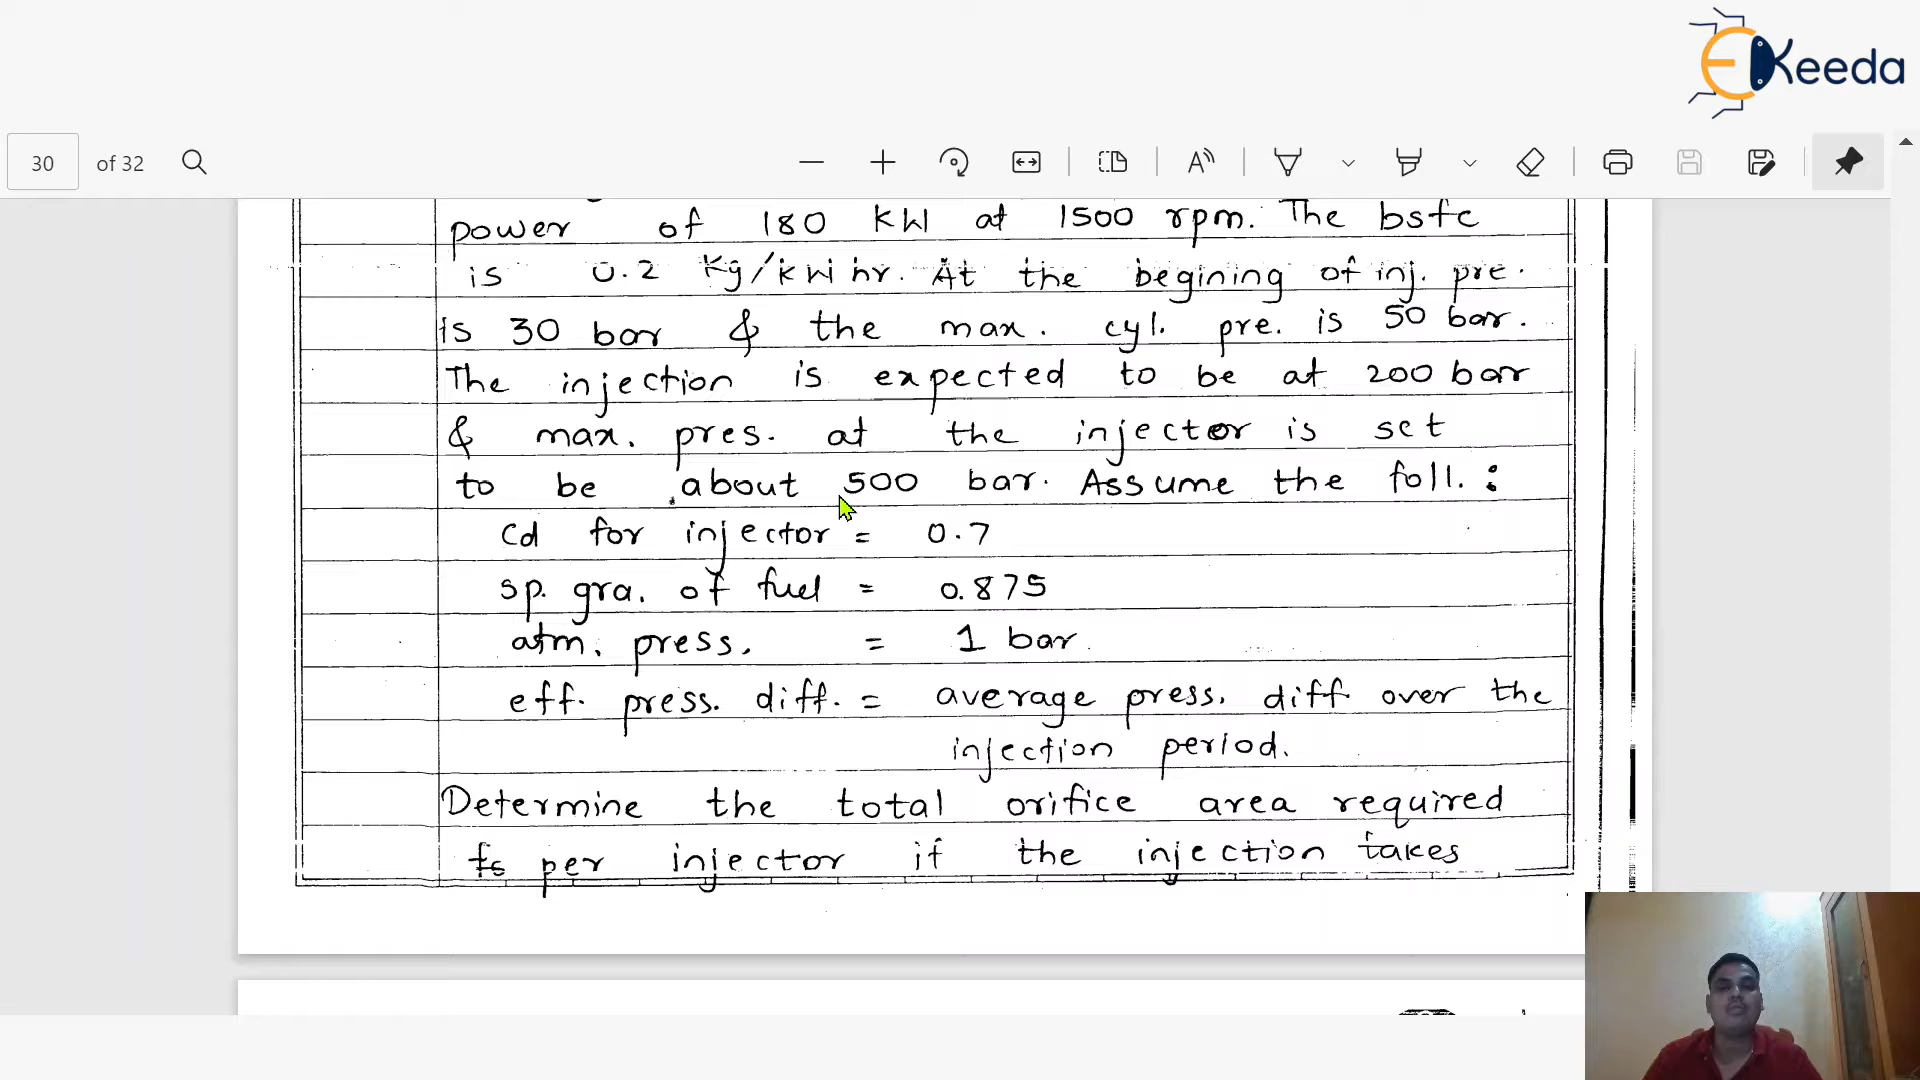 EKeeda
30 of 32
power of 180 KW at 1500 rpm. The bsfc
is 0.2 Kg/KW hr. At the begining of inj. pre.
is 30 bar & the max. cyl. pre. is 50 bar.
The injection is expected to be at 200 bar
& max. pres. at the injector is set
to be about 500 bar. Assume the foll. :
Cd for injector = 0.7
sp. gra. of fuel = 0.875
atm. press. = 1 bar.
eff. press. diff. = average press. diff. over the
injection period.
Determine the total orifice area required
per injector if the injection takes